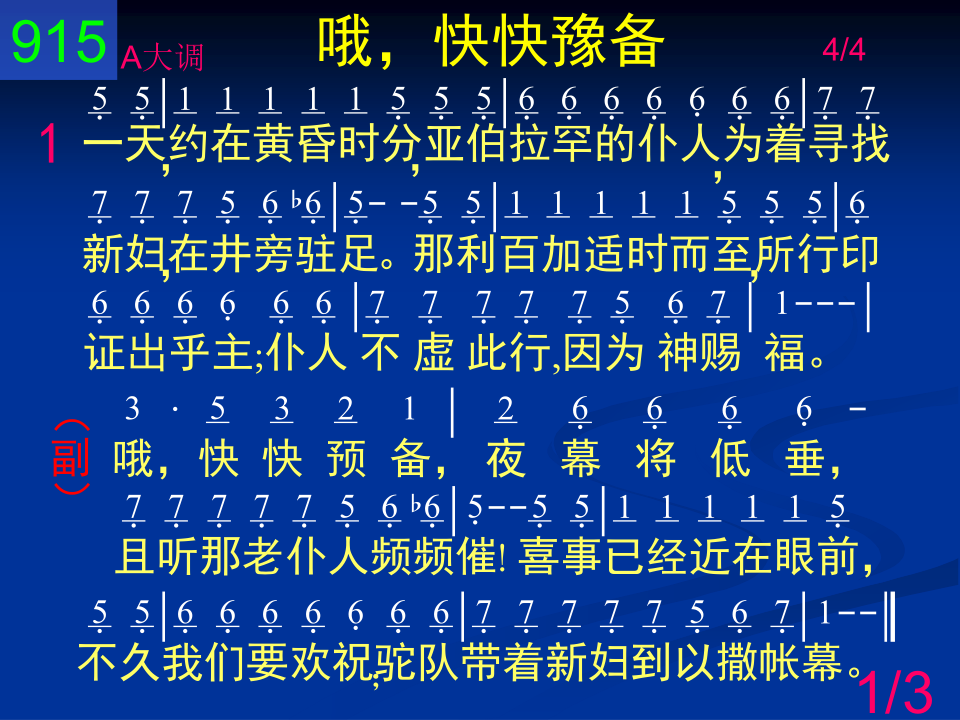 915 A大调 哦，快快豫备 4/4
5 5|1 1 1 1 1 5 5 5|6 6 6 6 6 6 6|7 7
1 一天,约在黄昏时分,亚伯拉罕的仆人,为着寻找
7 7 7 5 6 ♭6|5- -5 5|1 1 1 1 1 5 5 5|6
新妇,在井旁驻足。那利百加适时而至,所行印
6 6 6 6 6 6|7 7 7 7 7 5 6 7|1---|
证出乎主;仆人不虚此行,因为神赐福。
3 · 5 3 2 1|2 6 6 6 6 -
（副） 哦，快快预备，夜幕将低垂，
7 7 7 7 7 5 6 ♭6|5--5 5|1 1 1 1 1 5
且听那老仆人频频催! 喜事已经近在眼前，
5 5|6 6 6 6 6 6 6|7 7 7 7 7 5 6 7|1--‖
不久我们要欢祝;驼队带着新妇到以撒帐幕。
1/3